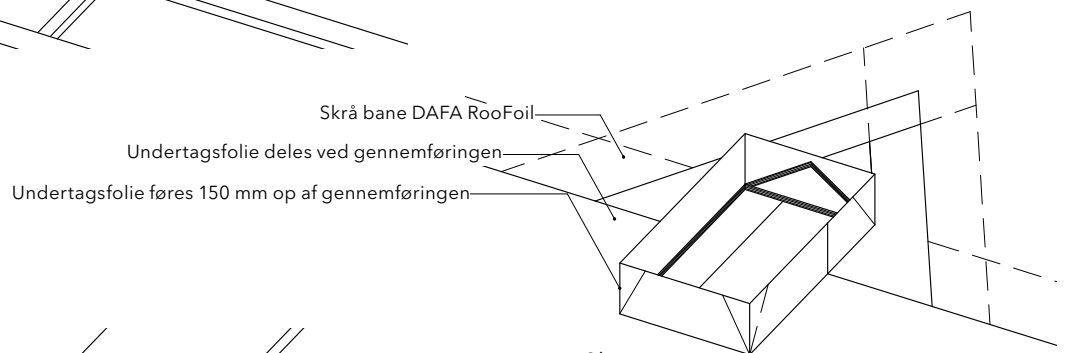 Skrå bane DAFA RooFoil
Undertagsfolie deles ved gennemføringen
Undertagsfolie føres 150 mm op af gennemføringen